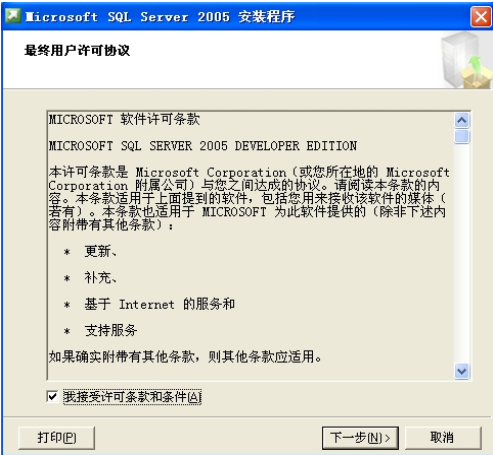 Microsoft SQL Server 2005 安装程序
最终用户许可协议
MICROSOFT 软件许可条款
MICROSOFT SQL SERVER 2005 DEVELOPER EDITION
本许可条款是 Microsoft Corporation（或您所在地的 Microsoft
Corporation 附属公司）与您之间达成的协议。请阅读本条款的内
容。本条款适用于上面提到的软件，包括您用来接收该软件的媒体（
若有）。本条款也适用于 MICROSOFT 为此软件提供的（除非下述内
容附带有其他条款）：
* 更新、
* 补充、
* 基于 Internet 的服务和
* 支持服务
如果确实附带有其他条款，则其他条款应适用。
我接受许可条款和条件(A)
打印(P)
下一步(N)>
取消